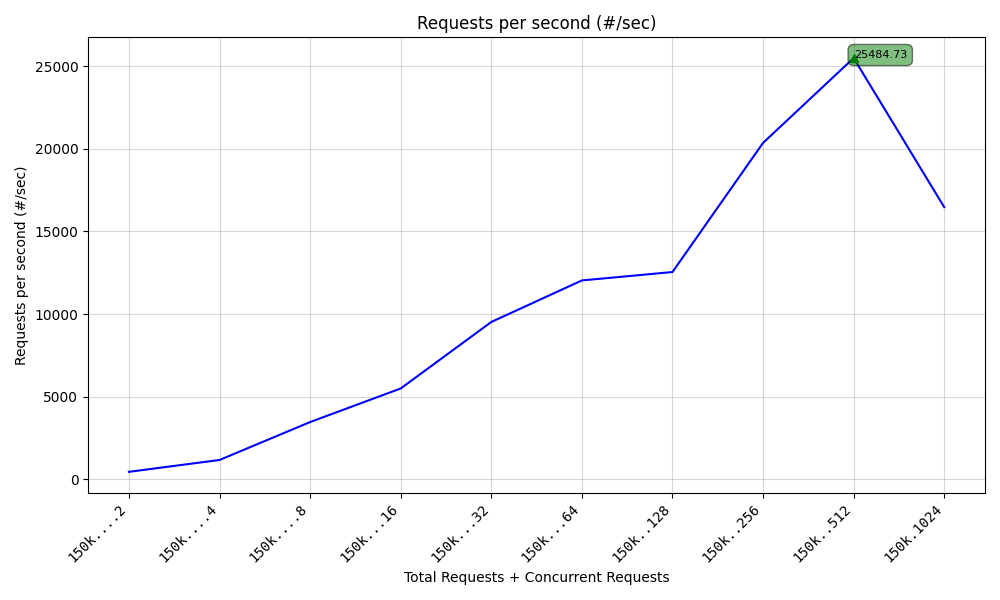 Requests per second (#/sec)
25484.73
Requests per second (#/sec)
25000
20000
15000
10000
5000
0
150k....2
150k....4
150k....8
150k...16
150k...32
150k...64
150k..128
150k..256
150k..512
150k.1024
Total Requests + Concurrent Requests